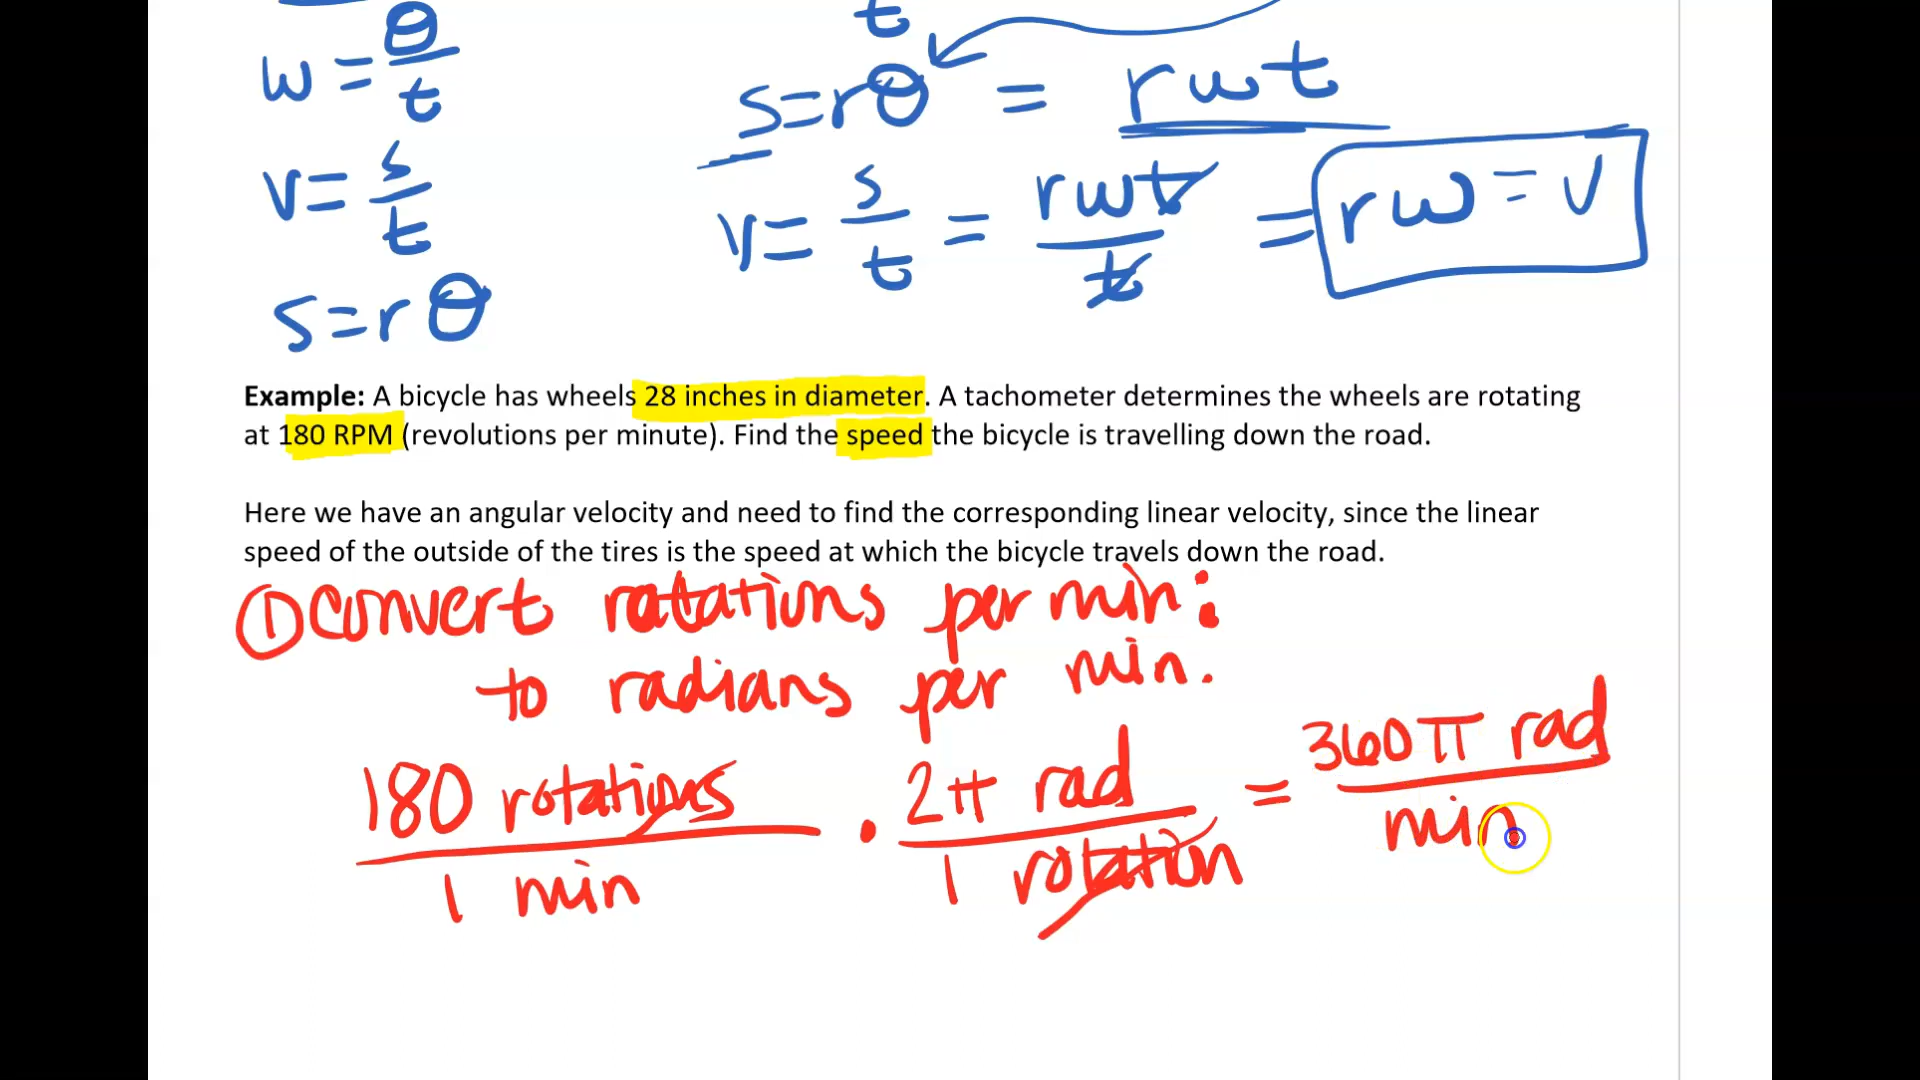 w = θ/t
t
s = rθ = rwt
v = s/t
v = s/t = rwt/t = rw = v
s = rθ
Example: A bicycle has wheels 28 inches in diameter. A tachometer determines the wheels are rotating
at 180 RPM (revolutions per minute). Find the speed the bicycle is travelling down the road.
Here we have an angular velocity and need to find the corresponding linear velocity, since the linear
speed of the outside of the tires is the speed at which the bicycle travels down the road.
① convert rotations per min:
to radians per min.
180 rotations/1 min · 2π rad/1 rotation = 360π rad/min